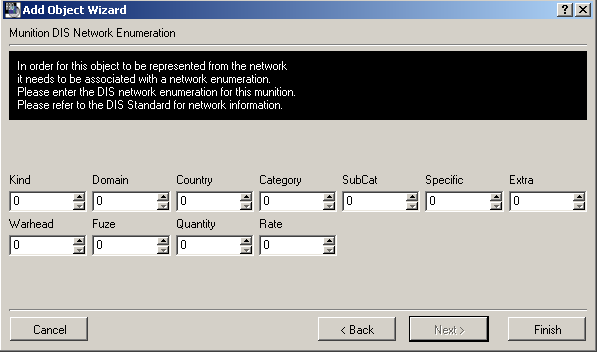 Add Object Wizard
Munition DIS Network Enumeration
In order for this object to be represented from the network
it needs to be associated with a network enumeration.
Please enter the DIS network enumeration for this munition.
Please refer to the DIS Standard for network information.
Kind Domain Country Category SubCat Specific Extra
0 0 0 0 0 0 0
Warhead Fuze Quantity Rate
0 0 0 0
Cancel < Back Next > Finish